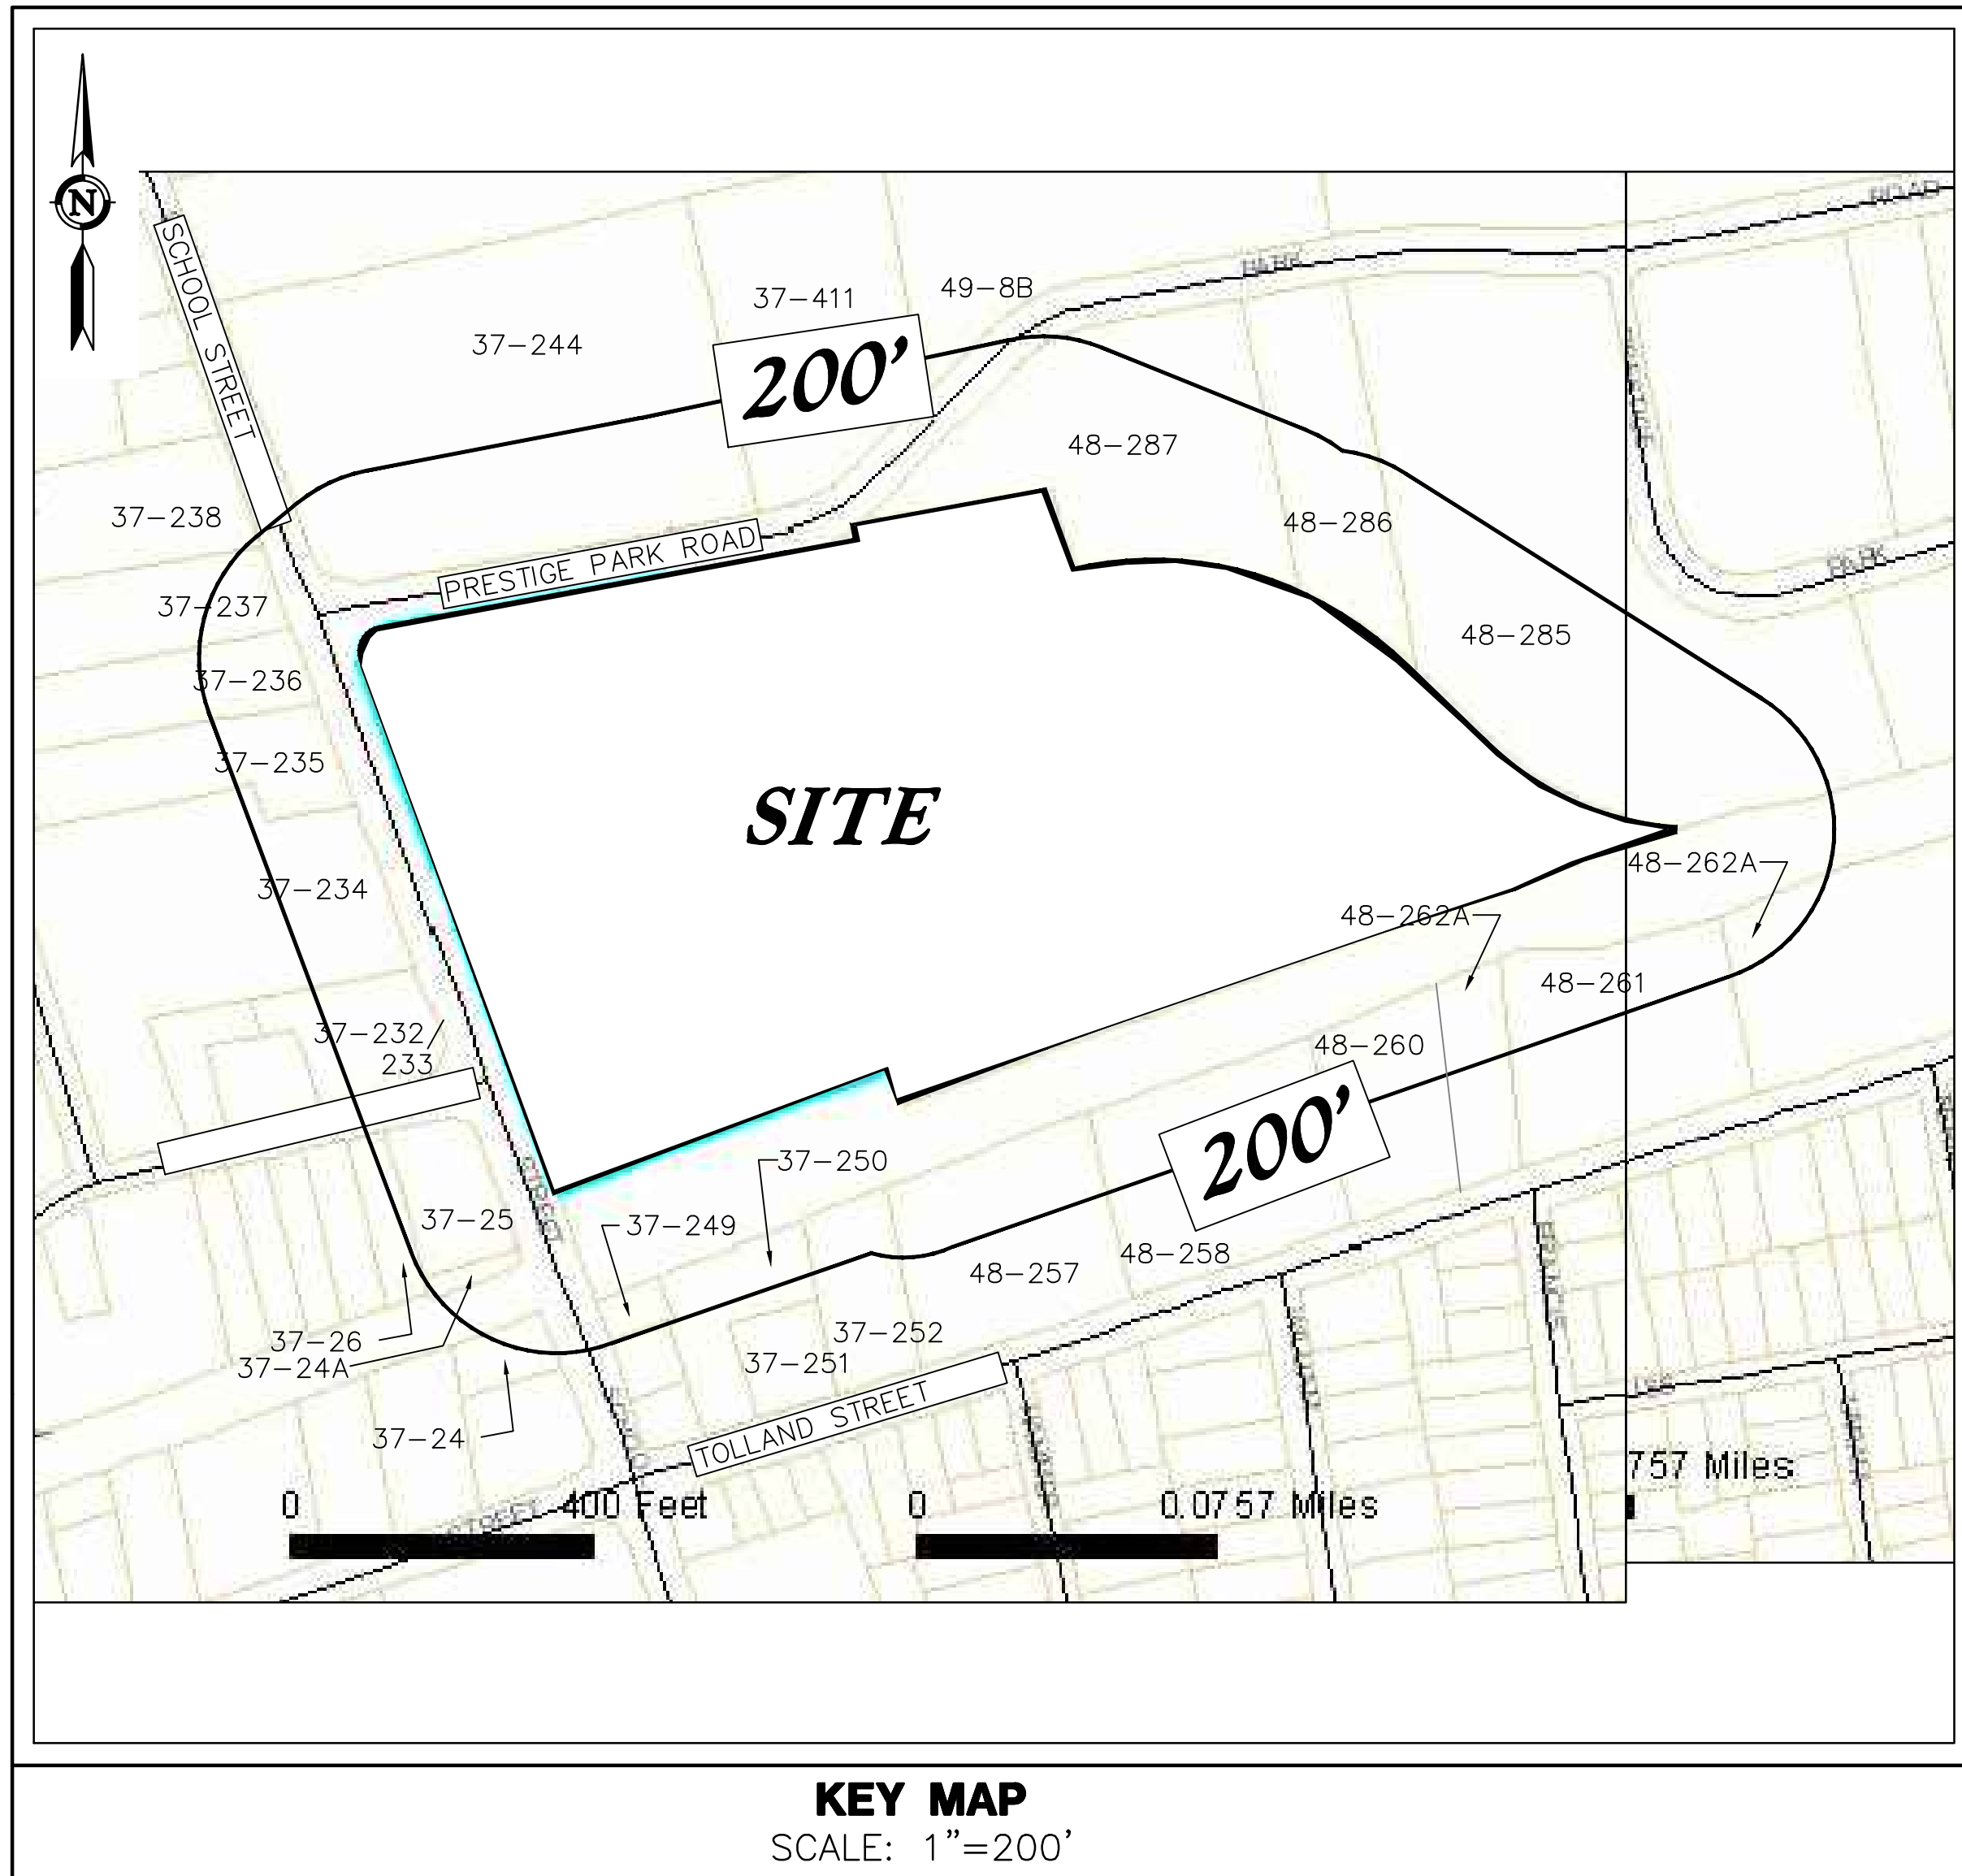 N
SCHOOL STREET
ROAD
PARK
37-411
49-8B
37-244
200'
48-287
37-238
48-286
PRESTIGE PARK ROAD
PARK
37-237
48-285
37-236
37-235
SITE
48-262A
37-234
48-262A
48-261
37-232/
233
48-260
200'
37-250
37-25
37-249
48-258
48-257
37-26
37-252
37-24A
37-251
TOLLAND STREET
37-24
757 Miles
0 400 Feet
0 0.0757 Miles
STREET
KEY MAP
SCALE: 1"=200'